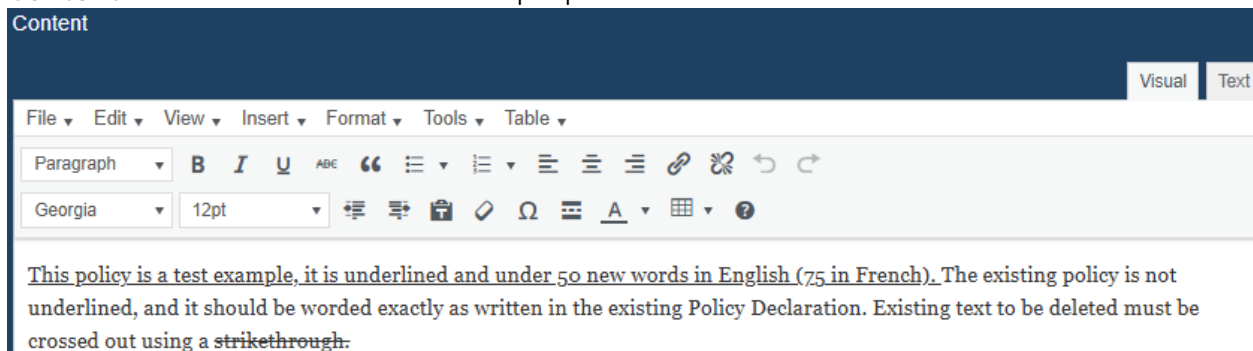 Content
Visual Text
File Edit View Insert Format Tools Table
Paragraph B I U ABE
Georgia 12pt Ω A
This policy is a test example, it is underlined and under 50 new words in English (75 in French). The existing policy is not
underlined, and it should be worded exactly as written in the existing Policy Declaration. Existing text to be deleted must be
crossed out using a strikethrough.